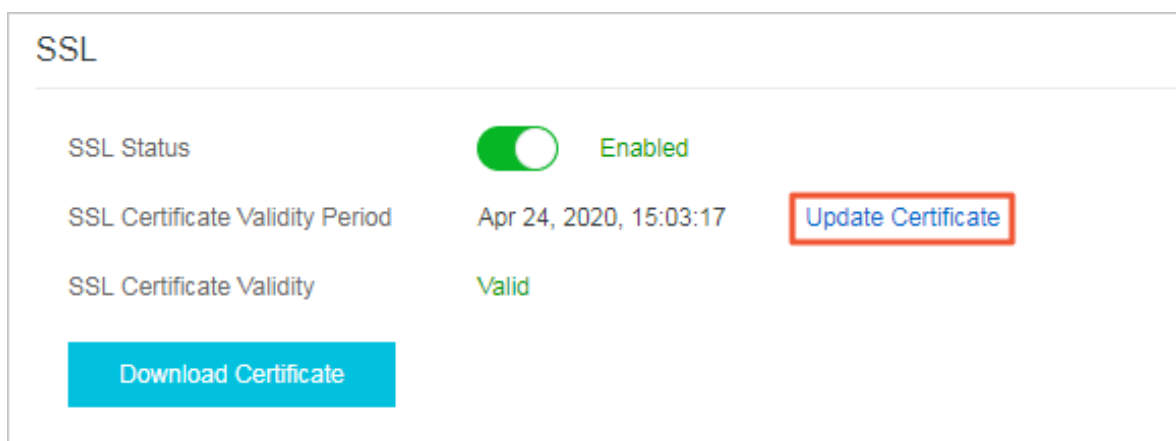 SSL
SSL Status Enabled
SSL Certificate Validity Period Apr 24, 2020, 15:03:17 Update Certificate
SSL Certificate Validity Valid
Download Certificate